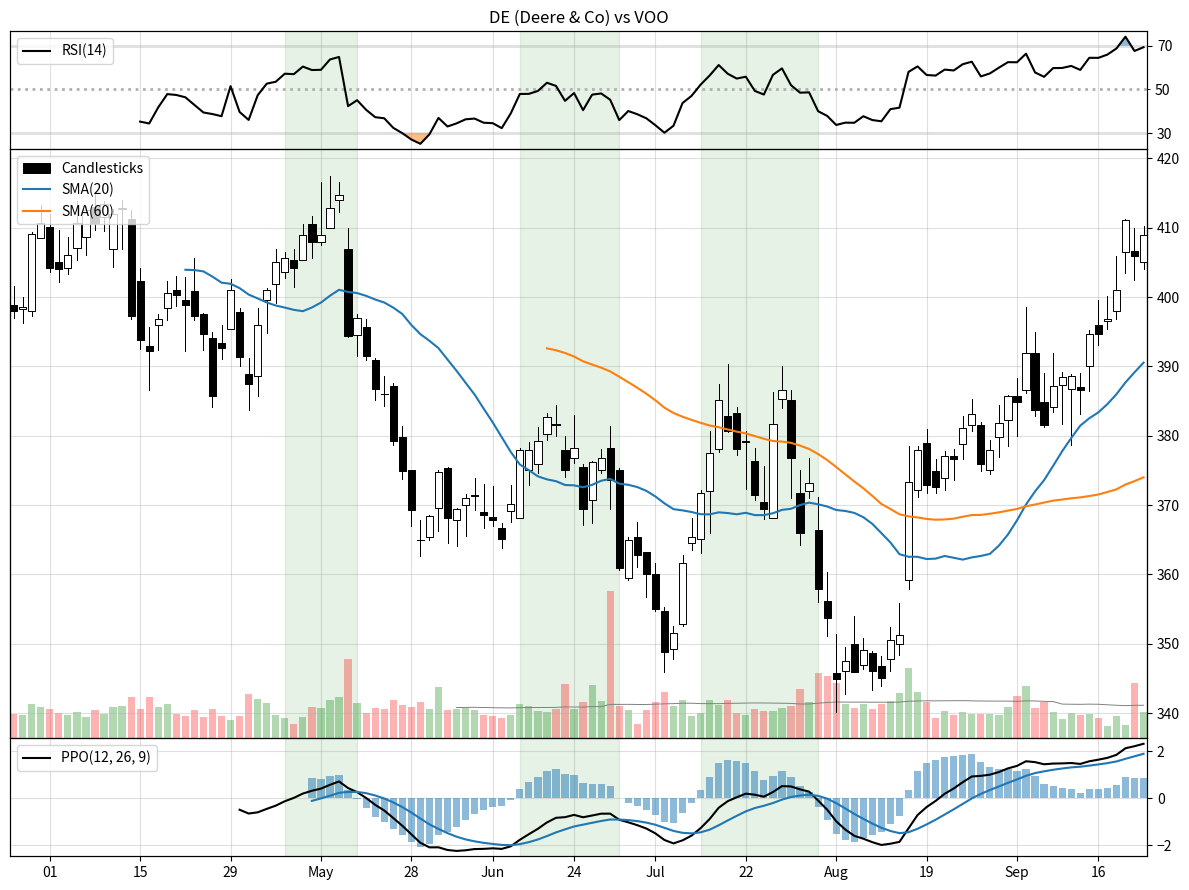 DE (Deere & Co) vs VOO
RSI(14)
70
50
30
Candlesticks
SMA(20)
SMA(60)
420
410
400
390
380
370
360
350
340
PPO(12, 26, 9)
2
0
−2
01 15 29 May 28 Jun 24 Jul 22 Aug 19 Sep 16